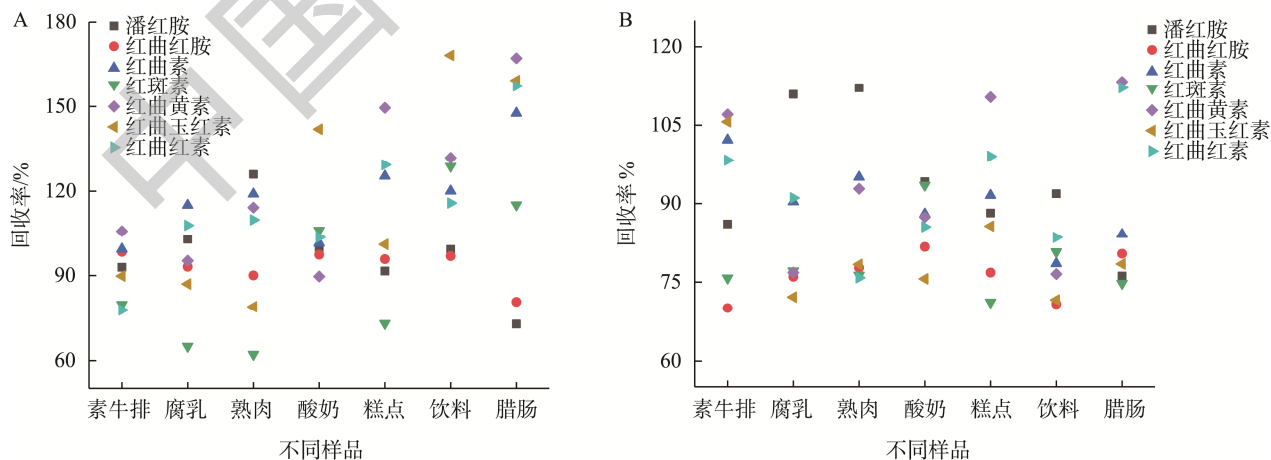 A
180
150
120
90
60
回收率/%
潘红胺
红曲红胺
红曲素
红斑素
红曲黄素
红曲玉红素
红曲红素
素牛排 腐乳 熟肉 酸奶 糕点 饮料 腊肠
不同样品
中国
B
120
105
90
75
60
回收率 %
潘红胺
红曲红胺
红曲素
红斑素
红曲黄素
红曲玉红素
红曲红素
素牛排 腐乳 熟肉 酸奶 糕点 饮料 腊肠
不同样品